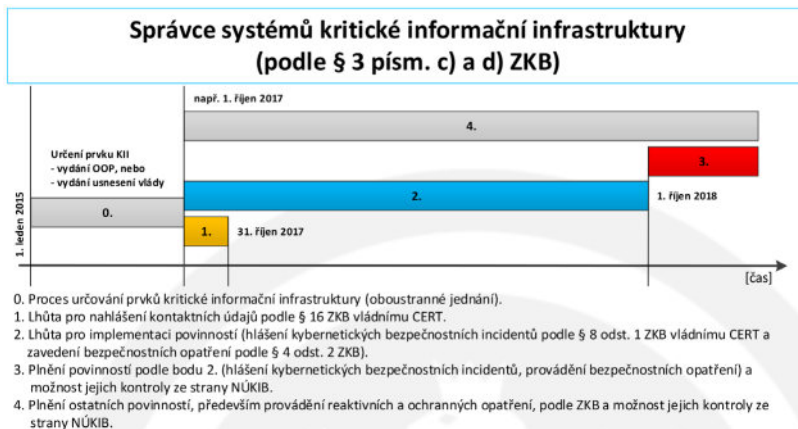 Správce systémů kritické informační infrastruktury
(podle § 3 písm. c) a d) ZKB)
např. 1. říjen 2017
4.
Určení prvku KII
- vydání OOP, nebo
- vydání usnesení vlády
3.
2.
1. říjen 2018
0.
1. leden 2015
1.
31. říjen 2017
[čas]
0. Proces určování prvků kritické informační infrastruktury (oboustranné jednání).
1. Lhůta pro nahlášení kontaktních údajů podle § 16 ZKB vládnímu CERT.
2. Lhůta pro implementaci povinností (hlášení kybernetických bezpečnostních incidentů podle § 8 odst. 1 ZKB vládnímu CERT a
zavedení bezpečnostních opatření podle § 4 odst. 2 ZKB).
3. Plnění povinností podle bodu 2. (hlášení kybernetických bezpečnostních incidentů, provádění bezpečnostních opatření) a
možnost jejich kontroly ze strany NÚKIB.
4. Plnění ostatních povinností, především provádění reaktivních a ochranných opatření, podle ZKB a možnost jejich kontroly ze
strany NÚKIB.